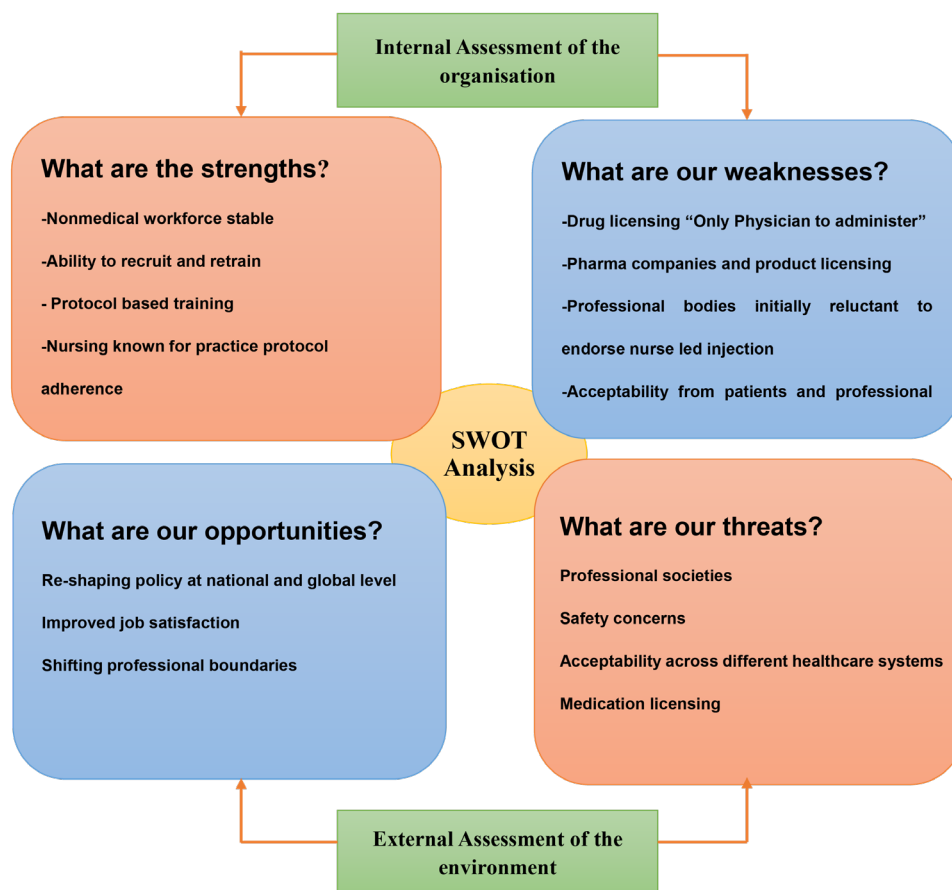 Internal Assessment of the
organisation
What are the strengths?
-Nonmedical workforce stable
-Ability to recruit and retrain
- Protocol based training
-Nursing known for practice protocol
adherence
What are our weaknesses?
-Drug licensing “Only Physician to administer”
-Pharma companies and product licensing
-Professional bodies initially reluctant to
endorse nurse led injection
-Acceptability from patients and professional
SWOT
Analysis
What are our opportunities?
Re-shaping policy at national and global level
Improved job satisfaction
Shifting professional boundaries
What are our threats?
Professional societies
Safety concerns
Acceptability across different healthcare systems
Medication licensing
External Assessment of the
environment